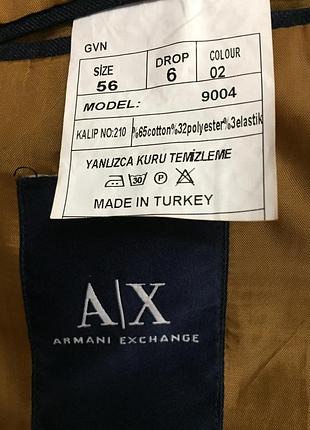 GVN
SIZE DROP COLOUR
56 6 02
MODEL: 9004
KALIP NO:210 %65cotton%32polyester%3elastik
YANLIZCA KURU TEMİZLEME
30 P
MADE IN TURKEY
A|X
ARMANI EXCHANGE